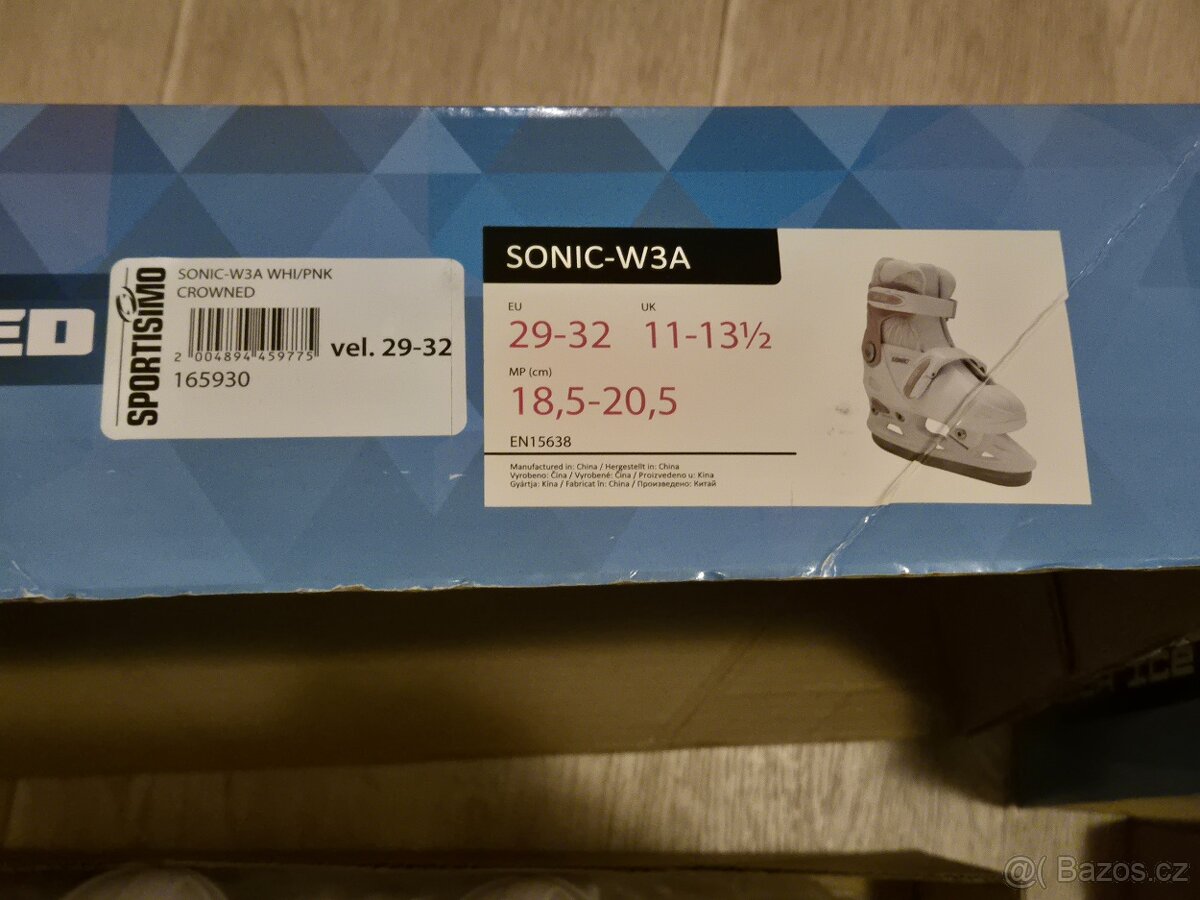 ED
SPORTISIMO
SONIC-W3A WHI/PNK
CROWNED
2 004894 459775
vel. 29-32
165930
SONIC-W3A
EU UK
29-32 11-13½
MP (cm)
18,5-20,5
EN15638
Manufactured in: China / Hergestellt in: China
Vyrobeno: Čína / Vyrobené: Čína / Proizvedeno u: Kina
Gyártja: Kína / Fabricat în: China / Произведено: Китай
SONIC
ICE
@( Bazos.cz